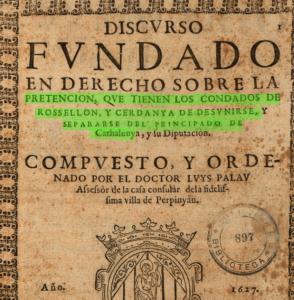 DISCVRSO
FVNDADO
EN DERECHO SOBRE LA
PRETENCION, QVE TIENEN LOS CONDADOS DE
ROSSELLON, Y CERDANYA DE DESVNIRSE, Y
SEPARARSE DEL PRINCIPADO DE
Cathalunya, y su Diputacion.
COMPVESTO, Y ORDE-
NADO POR EL DOCTOR LVYS PALAV
Assessor de la casa consular de la fidelis-
sima villa de Perpinyan.
897
BIBLIOTECA
Año. 1627.